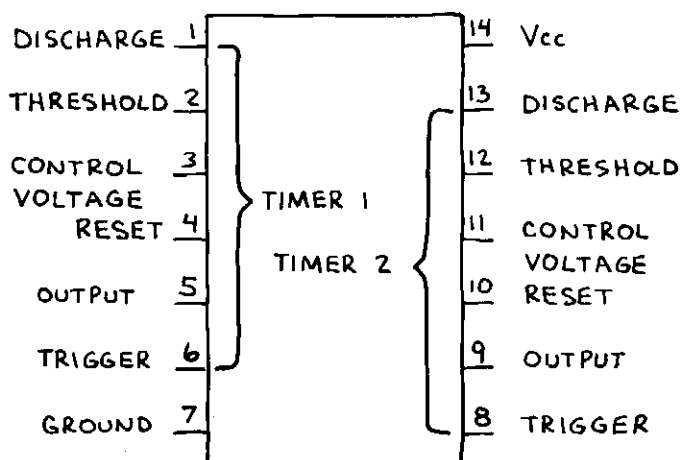 DISCHARGE 1
THRESHOLD 2
CONTROL 3
VOLTAGE
RESET 4
OUTPUT 5
TRIGGER 6
GROUND 7
TIMER 1
TIMER 2
14 Vcc
13 DISCHARGE
12 THRESHOLD
11 CONTROL
VOLTAGE
10 RESET
9 OUTPUT
8 TRIGGER